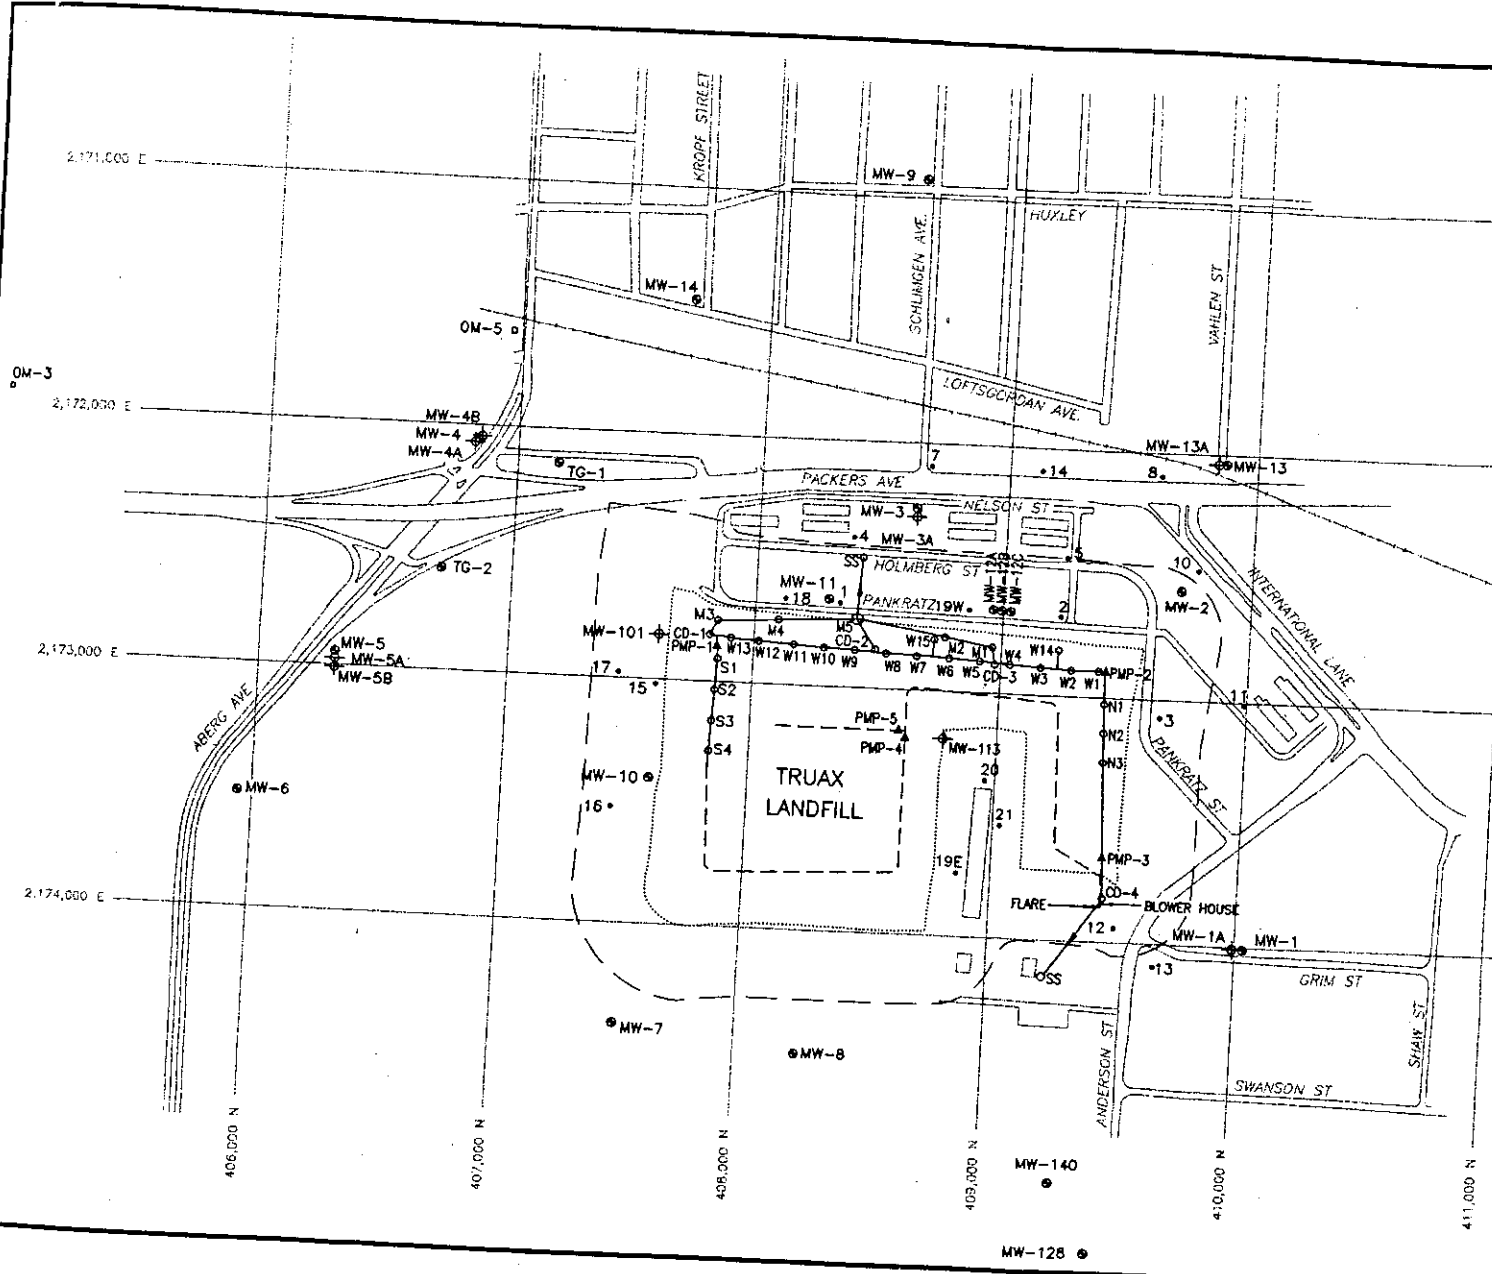 KROPF STREET
2,171,000 E
MW-9
HUXLEY
SCHLIMGEN AVE.
VAHLEN ST
MW-14
OM-5
OM-3
2,172,000 E
LOFTSGORDAN AVE.
MW-4B
MW-4
MW-4A
TG-1
7
14
8
MW-13A
MW-13
PACKERS AVE
NELSON ST
MW-3
MW-3A
4
5
10
SS
HOLMBERG ST
MW-12A
MW-12B
MW-12C
INTERNATIONAL LANE
TG-2
MW-11
18
1
PANKRATZ
19W
2
MW-2
M3
M4
M5
MW-101
CD-1
PMP-1
W13
W12
W11
W10
CD-2
W9
W8
W7
W15
M2
W6
M1
W5
CD-3
W4
W14
W3
W2
W1
PMP-2
MW-5
MW-5A
MW-5B
2,173,000 E
17
15
S1
S2
S3
S4
N1
N2
N3
3
11
ABERG AVE
PMP-5
PMP-4
MW-113
PANKRATZ ST
MW-6
MW-10
16
TRUAX
LANDFILL
20
21
19E
PMP-3
2,174,000 E
CD-4
FLARE
BLOWER HOUSE
12
MW-1A
MW-1
13
SS
GRIM ST
MW-7
MW-8
ANDERSON ST
SHAW ST
SWANSON ST
406,000 N
407,000 N
408,000 N
409,000 N
410,000 N
411,000 N
MW-140
MW-128